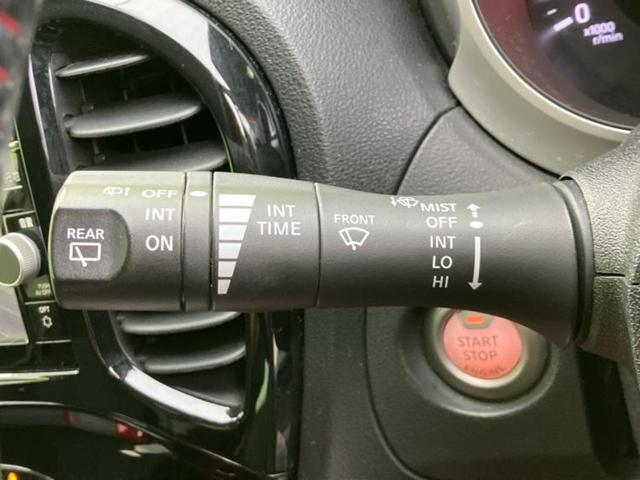 0
x1000
r/min
REAR
OFF
INT
ON
INT
TIME
FRONT
MIST
OFF
INT
LO
HI
START
STOP
ENGINE